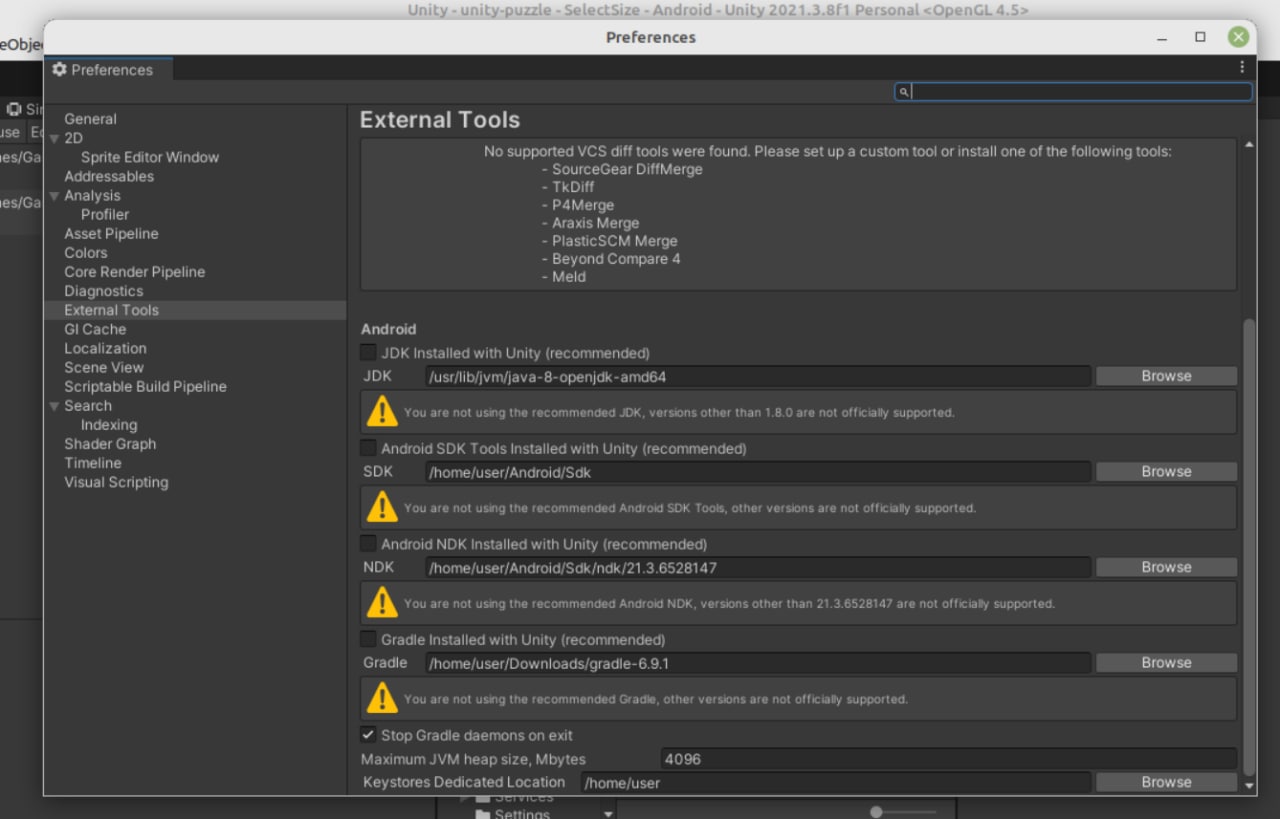 Unity - unity-puzzle - SelectSize - Android - Unity 2021.3.8f1 Personal <OpenGL 4.5>
Preferences
Preferences
General
2D
Sprite Editor Window
Addressables
Analysis
Profiler
Asset Pipeline
Colors
Core Render Pipeline
Diagnostics
External Tools
GI Cache
Localization
Scene View
Scriptable Build Pipeline
Search
Indexing
Shader Graph
Timeline
Visual Scripting
External Tools
No supported VCS diff tools were found. Please set up a custom tool or install one of the following tools:
- SourceGear DiffMerge
- TkDiff
- P4Merge
- Araxis Merge
- PlasticSCM Merge
- Beyond Compare 4
- Meld
Android
JDK Installed with Unity (recommended)
JDK /usr/lib/jvm/java-8-openjdk-amd64 Browse
You are not using the recommended JDK, versions other than 1.8.0 are not officially supported.
Android SDK Tools Installed with Unity (recommended)
SDK /home/user/Android/Sdk Browse
You are not using the recommended Android SDK Tools, other versions are not officially supported.
Android NDK Installed with Unity (recommended)
NDK /home/user/Android/Sdk/ndk/21.3.6528147 Browse
You are not using the recommended Android NDK, versions other than 21.3.6528147 are not officially supported.
Gradle Installed with Unity (recommended)
Gradle /home/user/Downloads/gradle-6.9.1 Browse
You are not using the recommended Gradle, other versions are not officially supported.
Stop Gradle daemons on exit
Maximum JVM heap size, Mbytes 4096
Keystores Dedicated Location /home/user Browse
Services
Settings